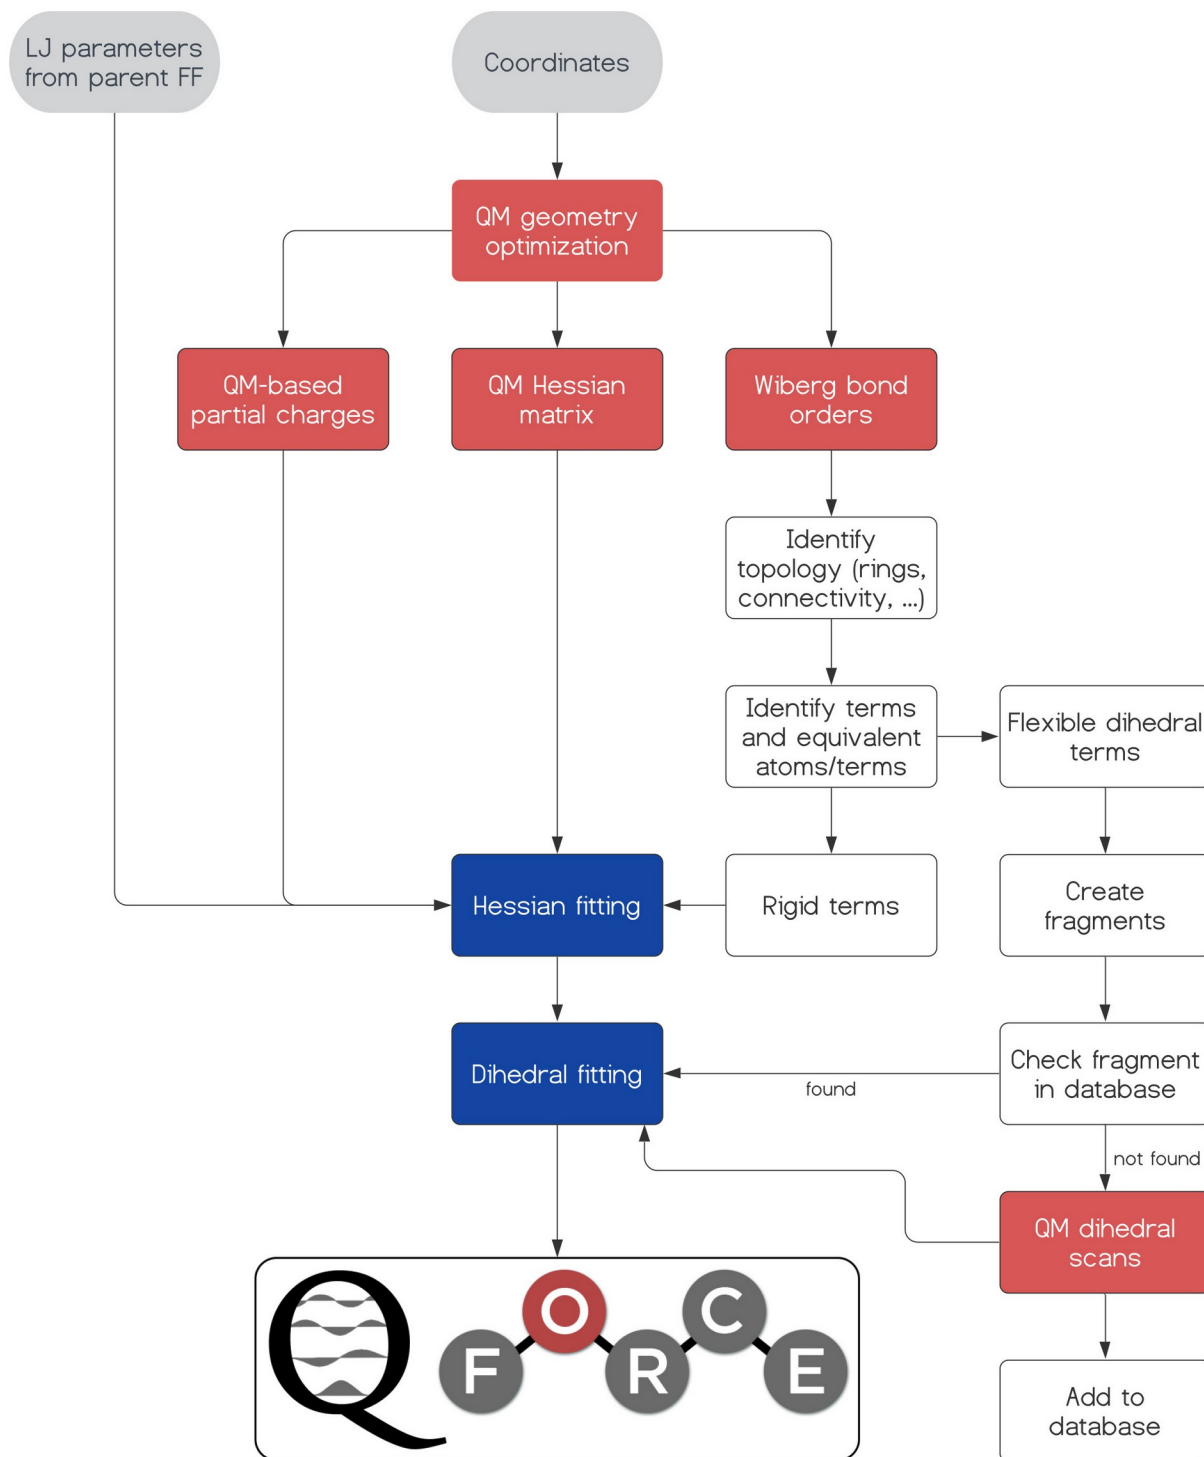 LJ parameters
from parent FF
Coordinates
QM geometry
optimization
QM-based
partial charges
QM Hessian
matrix
Wiberg bond
orders
Identify
topology (rings,
connectivity, ...)
Identify terms
and equivalent
atoms/terms
Flexible dihedral
terms
Hessian fitting
Rigid terms
Create
fragments
Dihedral fitting
found
Check fragment
in database
not found
QM dihedral
scans
Q FORCE
Add to
database